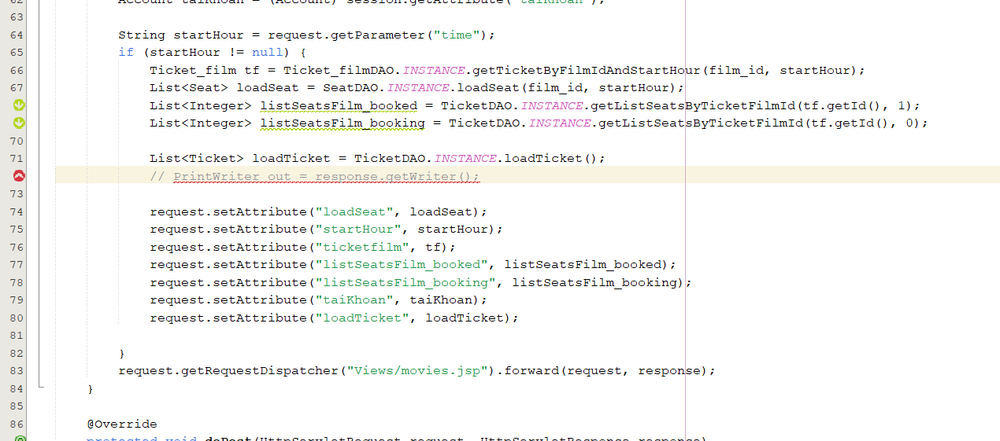 62 Account taiKhoan = (Account) session.getAttribute("taiKhoan");
63
64 String startHour = request.getParameter("time");
65 if (startHour != null) {
66 Ticket_film tf = Ticket_filmDAO.INSTANCE.getTicketByFilmIdAndStartHour(film_id, startHour);
67 List<Seat> loadSeat = SeatDAO.INSTANCE.loadSeat(film_id, startHour);
List<Integer> listSeatsFilm_booked = TicketDAO.INSTANCE.getListSeatsByTicketFilmId(tf.getId(), 1);
List<Integer> listSeatsFilm_booking = TicketDAO.INSTANCE.getListSeatsByTicketFilmId(tf.getId(), 0);
70
71 List<Ticket> loadTicket = TicketDAO.INSTANCE.loadTicket();
// PrintWriter out = response.getWriter();
73
74 request.setAttribute("loadSeat", loadSeat);
75 request.setAttribute("startHour", startHour);
76 request.setAttribute("ticketfilm", tf);
77 request.setAttribute("listSeatsFilm_booked", listSeatsFilm_booked);
78 request.setAttribute("listSeatsFilm_booking", listSeatsFilm_booking);
79 request.setAttribute("taiKhoan", taiKhoan);
80 request.setAttribute("loadTicket", loadTicket);
81
82 }
83 request.getRequestDispatcher("Views/movies.jsp").forward(request, response);
84 }
85
86 @Override
protected void doPost(HttpServletRequest request, HttpServletResponse response)